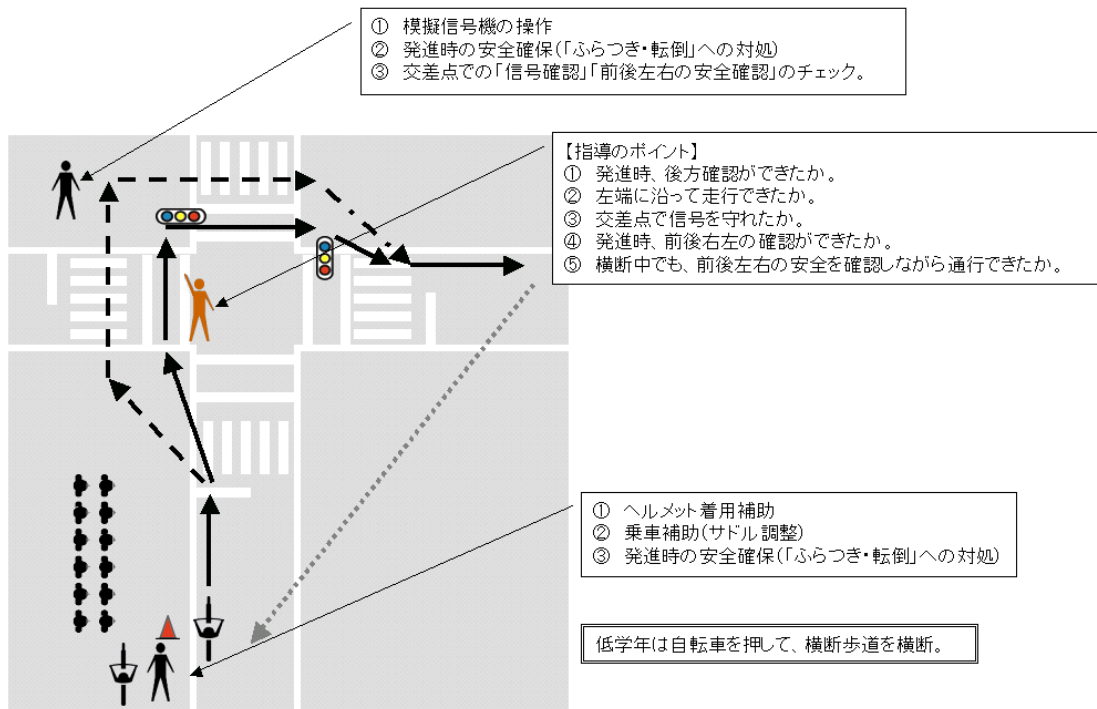 ① 模擬信号機の操作
② 発進時の安全確保(「ふらつき・転倒」への対処)
③ 交差点での「信号確認」「前後左右の安全確認」のチェック。
【指導のポイント】
① 発進時、後方確認ができたか。
② 左端に沿って走行できたか。
③ 交差点で信号を守れたか。
④ 発進時、前後右左の確認ができたか。
⑤ 横断中でも、前後左右の安全を確認しながら通行できたか。
① ヘルメット着用補助
② 乗車補助(サドル調整)
③ 発進時の安全確保(「ふらつき・転倒」への対処)
低学年は自転車を押して、横断歩道を横断。